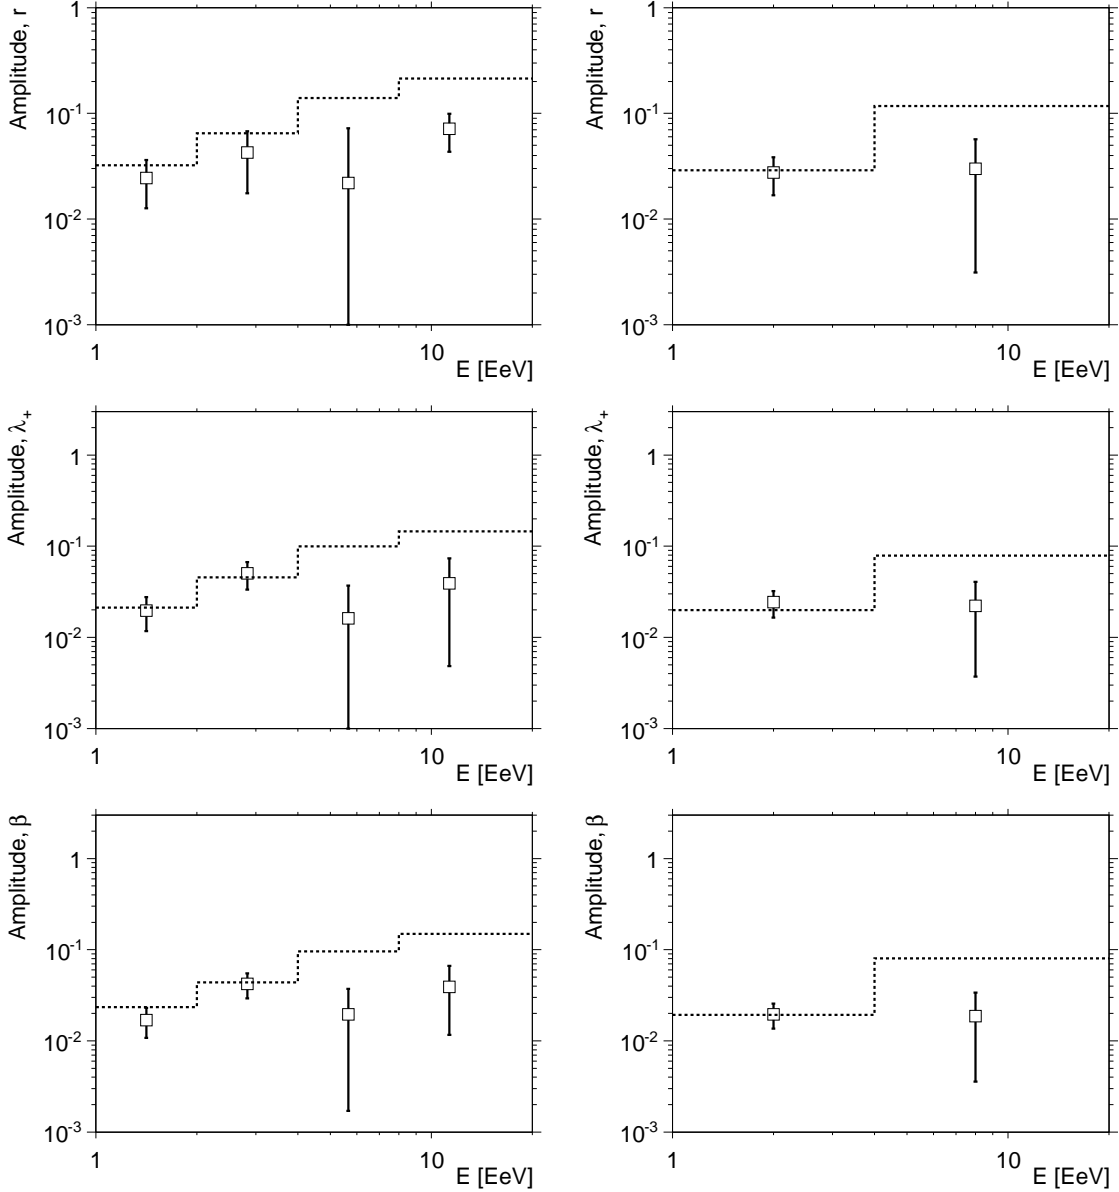 1 1
Amplitude, r Amplitude, r
10⁻¹ 10⁻¹
10⁻² 10⁻²
10⁻³ 10⁻³
1 10 1 10
E [EeV] E [EeV]
Amplitude, λ₊ Amplitude, λ₊
1 1
10⁻¹ 10⁻¹
10⁻² 10⁻²
10⁻³ 10⁻³
1 10 1 10
E [EeV] E [EeV]
Amplitude, β Amplitude, β
1 1
10⁻¹ 10⁻¹
10⁻² 10⁻²
10⁻³ 10⁻³
1 10 1 10
E [EeV] E [EeV]